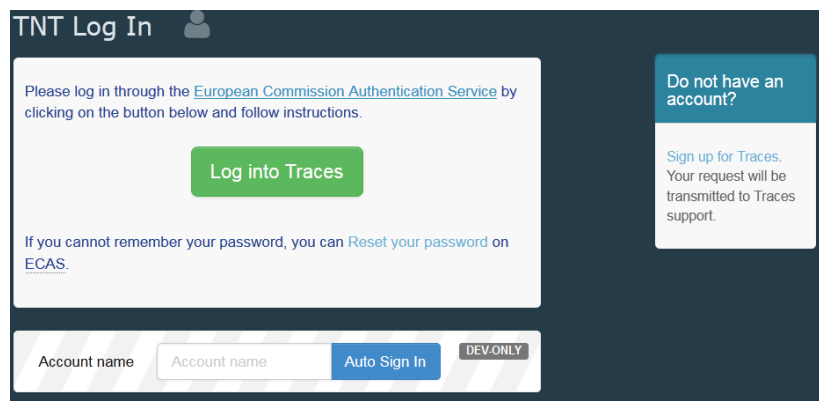 TNT Log In
Please log in through the European Commission Authentication Service by
clicking on the button below and follow instructions.
Log into Traces
If you cannot remember your password, you can Reset your password on
ECAS.
Account name
Account name
Auto Sign In
DEV-ONLY
Do not have an
account?
Sign up for Traces.
Your request will be
transmitted to Traces
support.